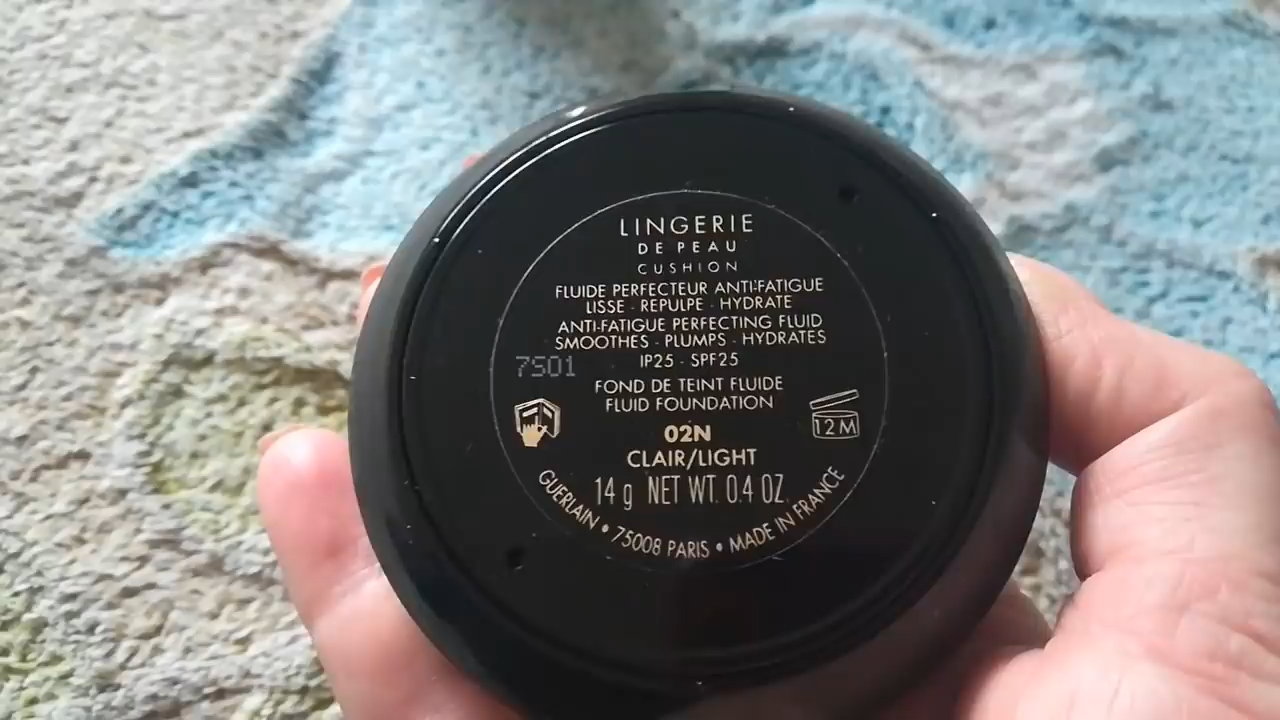 LINGERIE
DE PEAU
CUSHION
FLUIDE PERFECTEUR ANTI-FATIGUE
LISSE - REPULPE - HYDRATE
ANTI-FATIGUE PERFECTING FLUID
SMOOTHES - PLUMPS - HYDRATES
IP25 - SPF25
7S01
FOND DE TEINT FLUIDE
FLUID FOUNDATION
12M
02N
CLAIR/LIGHT
14 g NET WT. 0.4 OZ.
GUERLAIN • 75008 PARIS • MADE IN FRANCE